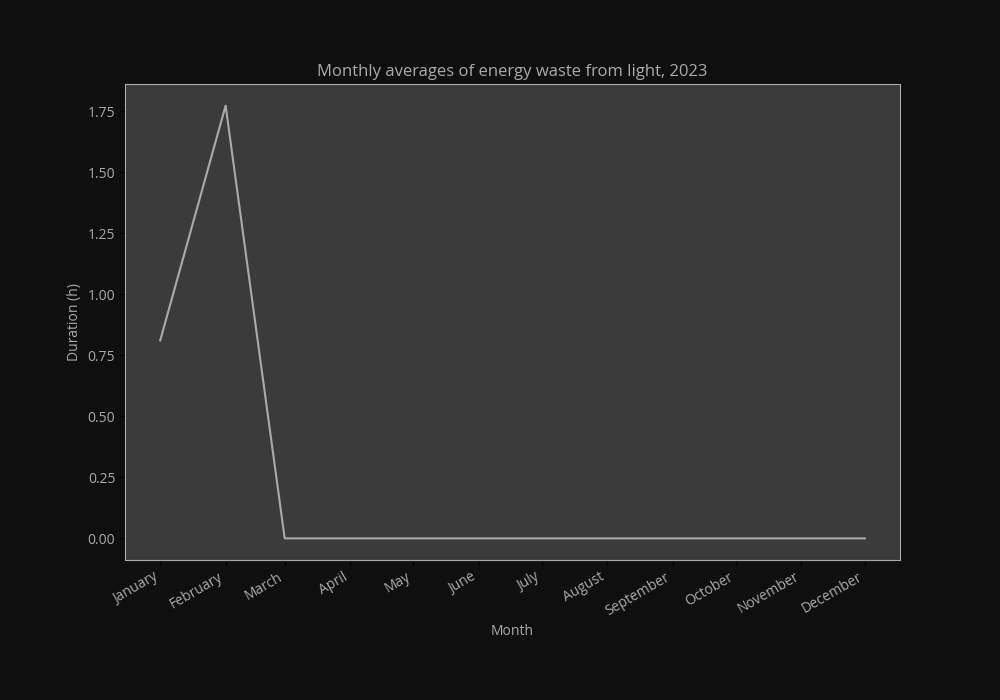 Monthly averages of energy waste from light, 2023
Duration (h)
1.75
1.50
1.25
1.00
0.75
0.50
0.25
0.00
January
February
March
April
May
June
July
August
September
October
November
December
Month